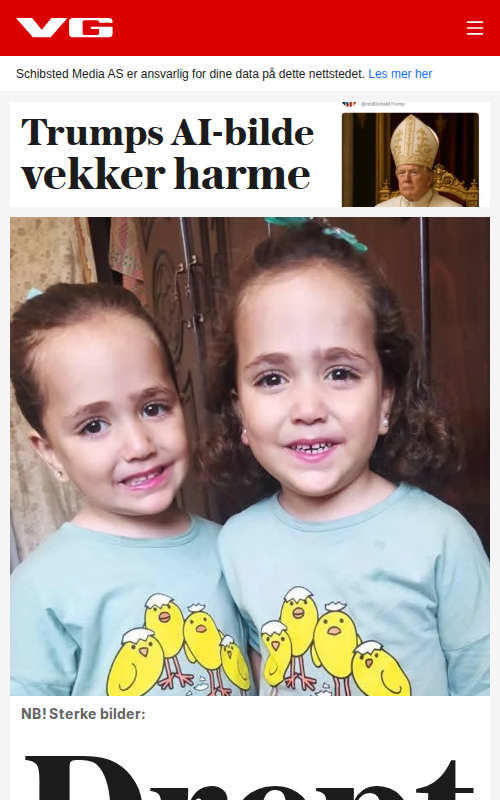 VG
Schibsted Media AS er ansvarlig for dine data på dette nettstedet. Les mer her
@realDonaldTrump
Trumps AI-bilde
vekker harme
NB! Sterke bilder:
Drept